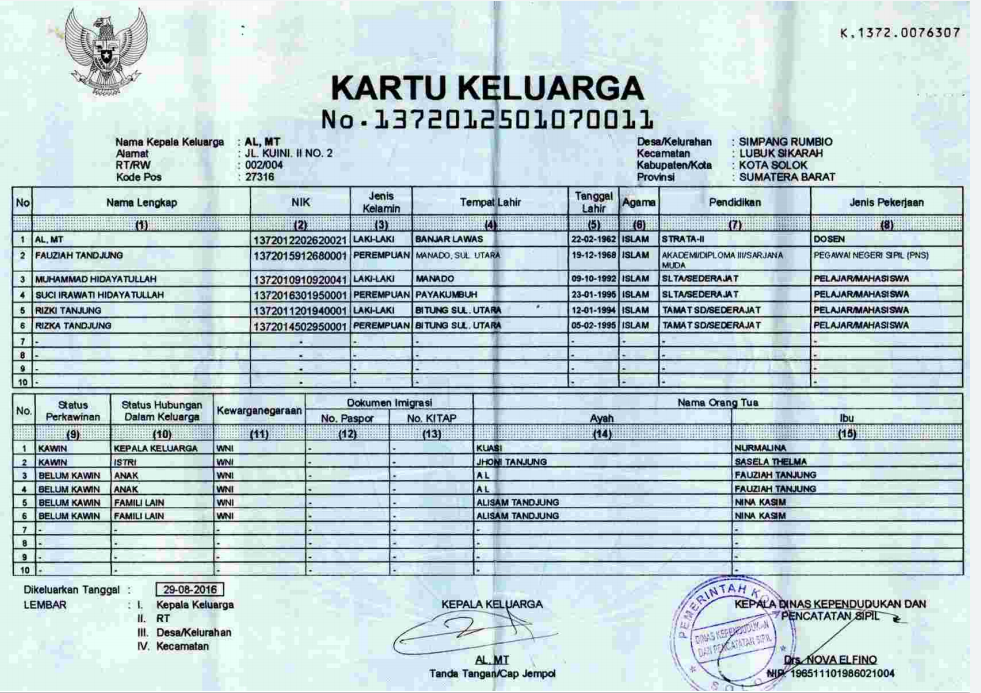 K.1372.0076307
KARTU KELUARGA
No.1372012501070011
Nama Kepala Keluarga : AL, MT
Alamat : JL. KUINI. II NO. 2
RT/RW : 002/004
Kode Pos : 27316
Desa/Kelurahan : SIMPANG RUMBIO
Kecamatan : LUBUK SIKARAH
Kabupaten/Kota : KOTA SOLOK
Provinsi : SUMATERA BARAT
No Nama Lengkap NIK Jenis Kelamin Tempat Lahir Tanggal Lahir Agama Pendidikan Jenis Pekerjaan
(1) (2) (3) (4) (5) (6) (7) (8)
1 AL, MT 1372012202620021 LAKI-LAKI BANJAR LAWAS 22-02-1962 ISLAM STRATA-II DOSEN
2 FAUZIAH TANDJUNG 1372015912680001 PEREMPUAN MANADO, SUL. UTARA 19-12-1968 ISLAM AKADEMI/DIPLOMA III/SARJANA MUDA PEGAWAI NEGERI SIPIL (PNS)
3 MUHAMMAD HIDAYATULLAH 1372010910920041 LAKI-LAKI MANADO 09-10-1992 ISLAM SLTA/SEDERAJAT PELAJAR/MAHASISWA
4 SUCI IRAWATI HIDAYATULLAH 1372016301950001 PEREMPUAN PAYAKUMBUH 23-01-1995 ISLAM SLTA/SEDERAJAT PELAJAR/MAHASISWA
5 RIZKI TANJUNG 1372011201940001 LAKI-LAKI BITUNG SUL. UTARA 12-01-1994 ISLAM TAMAT SD/SEDERAJAT PELAJAR/MAHASISWA
6 RIZKA TANDJUNG 1372014502950001 PEREMPUAN BITUNG SUL. UTARA 05-02-1995 ISLAM TAMAT SD/SEDERAJAT PELAJAR/MAHASISWA
7 - - - - - - - -
8 - - - - - - - -
9 - - - - - - - -
10 - - - - - - - -
No. Status Perkawinan Status Hubungan Dalam Keluarga Kewarganegaraan Dokumen Imigrasi Nama Orang Tua
No. Paspor No. KITAP Ayah Ibu
(9) (10) (11) (12) (13) (14) (15)
1 KAWIN KEPALA KELUARGA WNI - - KUASI NURMALINA
2 KAWIN ISTRI WNI - - JHONI TANJUNG SASELA THELMA
3 BELUM KAWIN ANAK WNI - - A L FAUZIAH TANJUNG
4 BELUM KAWIN ANAK WNI - - A L FAUZIAH TANJUNG
5 BELUM KAWIN FAMILI LAIN WNI - - ALISAM TANDJUNG NINA KASIM
6 BELUM KAWIN FAMILI LAIN WNI - - ALISAM TANDJUNG NINA KASIM
7 - - - - - - -
8 - - - - - - -
9 - - - - - - -
10 - - - - - - -
Dikeluarkan Tanggal : 29-08-2016
LEMBAR : I. Kepala Keluarga
II. RT
III. Desa/Kelurahan
IV. Kecamatan
KEPALA KELUARGA
AL, MT
Tanda Tangan/Cap Jempol
KEPALA DINAS KEPENDUDUKAN DAN
PENCATATAN SIPIL
PEMERINTAH KO
DINAS KEPENDUDUKAN
DAN PENCATATAN SIPIL
SOLO
Drs. NOVA ELFINO
NIP. 196511101986021004